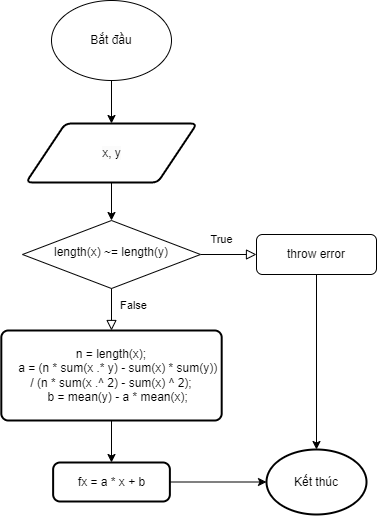 Bắt đầu
x, y
length(x) ~= length(y)
True
throw error
False
n = length(x);
a = (n * sum(x .* y) - sum(x) * sum(y))
/ (n * sum(x .^ 2) - sum(x) ^ 2);
b = mean(y) - a * mean(x);
fx = a * x + b
Kết thúc